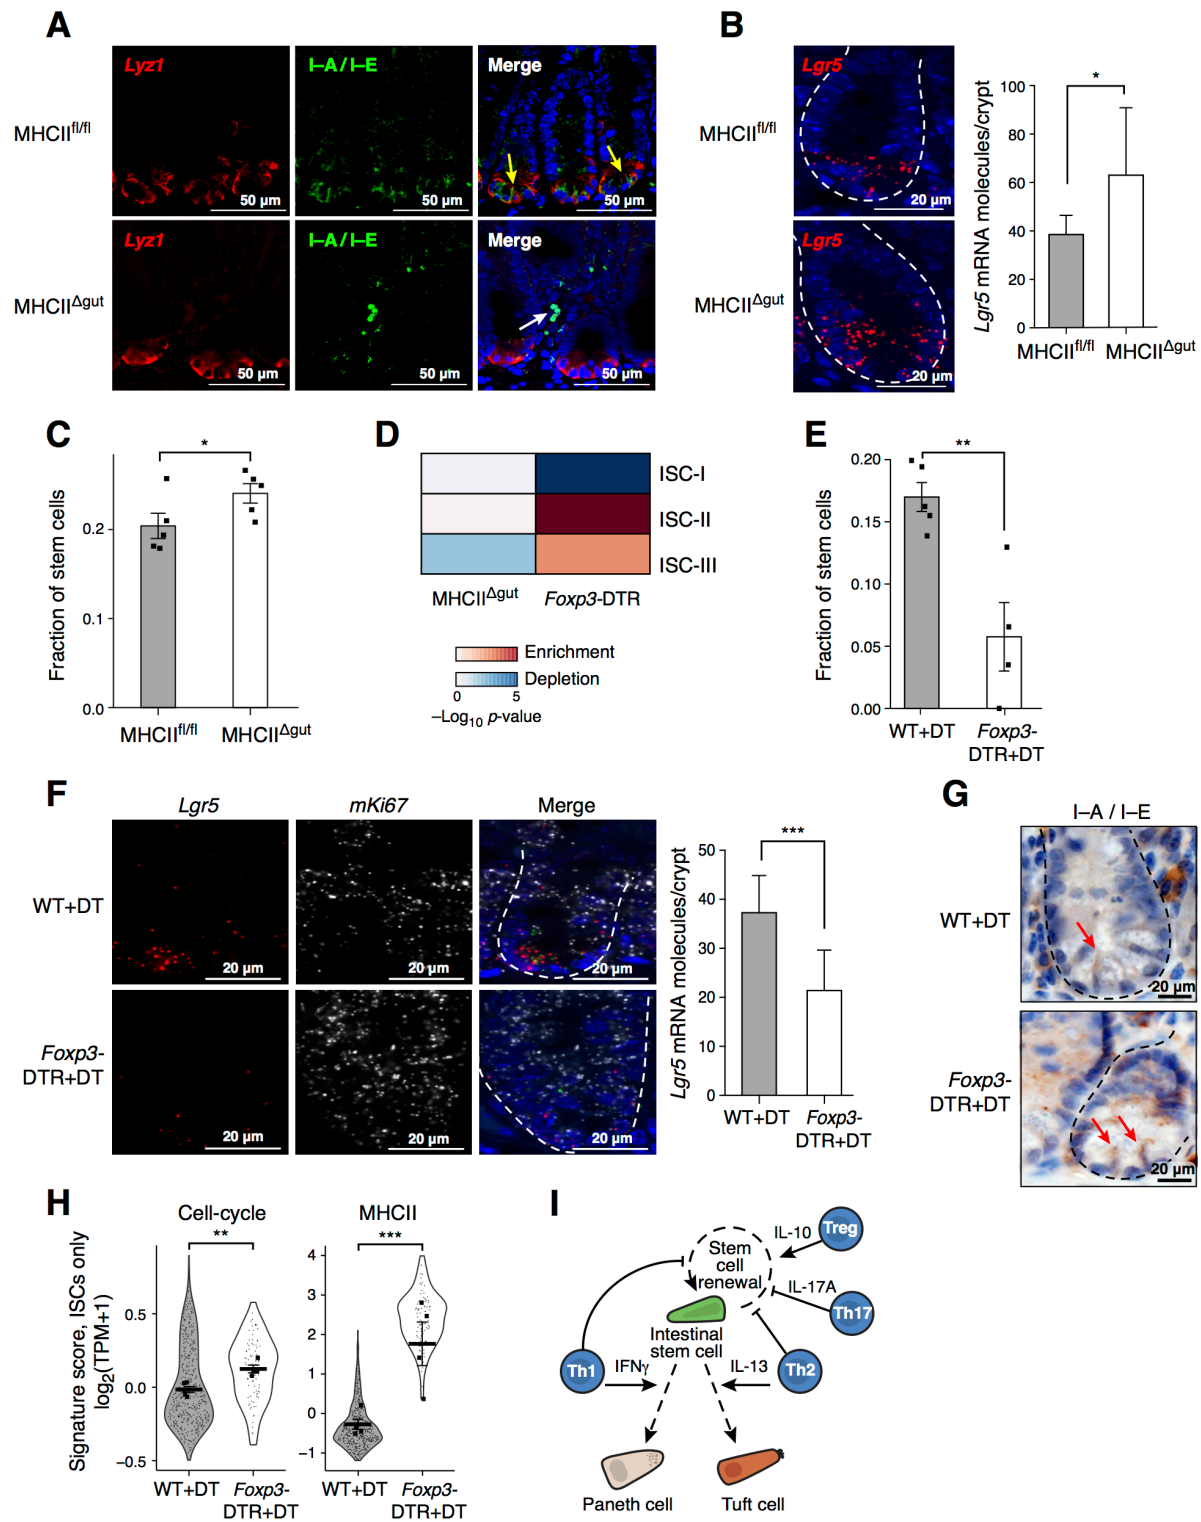 A
Lyz1
I–A / I–E
Merge
MHCII^fl/fl
50 µm
50 µm
50 µm
Lyz1
I–A / I–E
Merge
MHCII^Δgut
50 µm
50 µm
50 µm
B
Lgr5
MHCII^fl/fl
20 µm
Lgr5
MHCII^Δgut
20 µm
Lgr5 mRNA molecules/crypt
100
80
60
40
20
0
*
MHCII^fl/fl
MHCII^Δgut
C
Fraction of stem cells
0.2
0.1
0.0
*
MHCII^fl/fl
MHCII^Δgut
D
ISC-I
ISC-II
ISC-III
MHCII^Δgut
Foxp3-DTR
Enrichment
Depletion
0
5
–Log10 p-value
E
Fraction of stem cells
0.20
0.15
0.10
0.05
0.00
**
WT+DT
Foxp3-
DTR+DT
F
Lgr5
mKi67
Merge
WT+DT
20 µm
20 µm
20 µm
Foxp3-
DTR+DT
20 µm
20 µm
20 µm
Lgr5 mRNA molecules/crypt
50
40
30
20
10
0
***
WT+DT
Foxp3-
DTR+DT
G
I–A / I–E
WT+DT
20 µm
Foxp3-
DTR+DT
20 µm
H
Signature score, ISCs only
log2(TPM+1)
Cell-cycle
**
0.5
0.0
–0.5
WT+DT
Foxp3-
DTR+DT
MHCII
***
4
3
2
1
0
–1
WT+DT
Foxp3-
DTR+DT
I
Stem
cell
renewal
IL-10
Treg
IL-17A
Th17
Intestinal
stem cell
Th1
IFNγ
IL-13
Th2
Paneth cell
Tuft cell